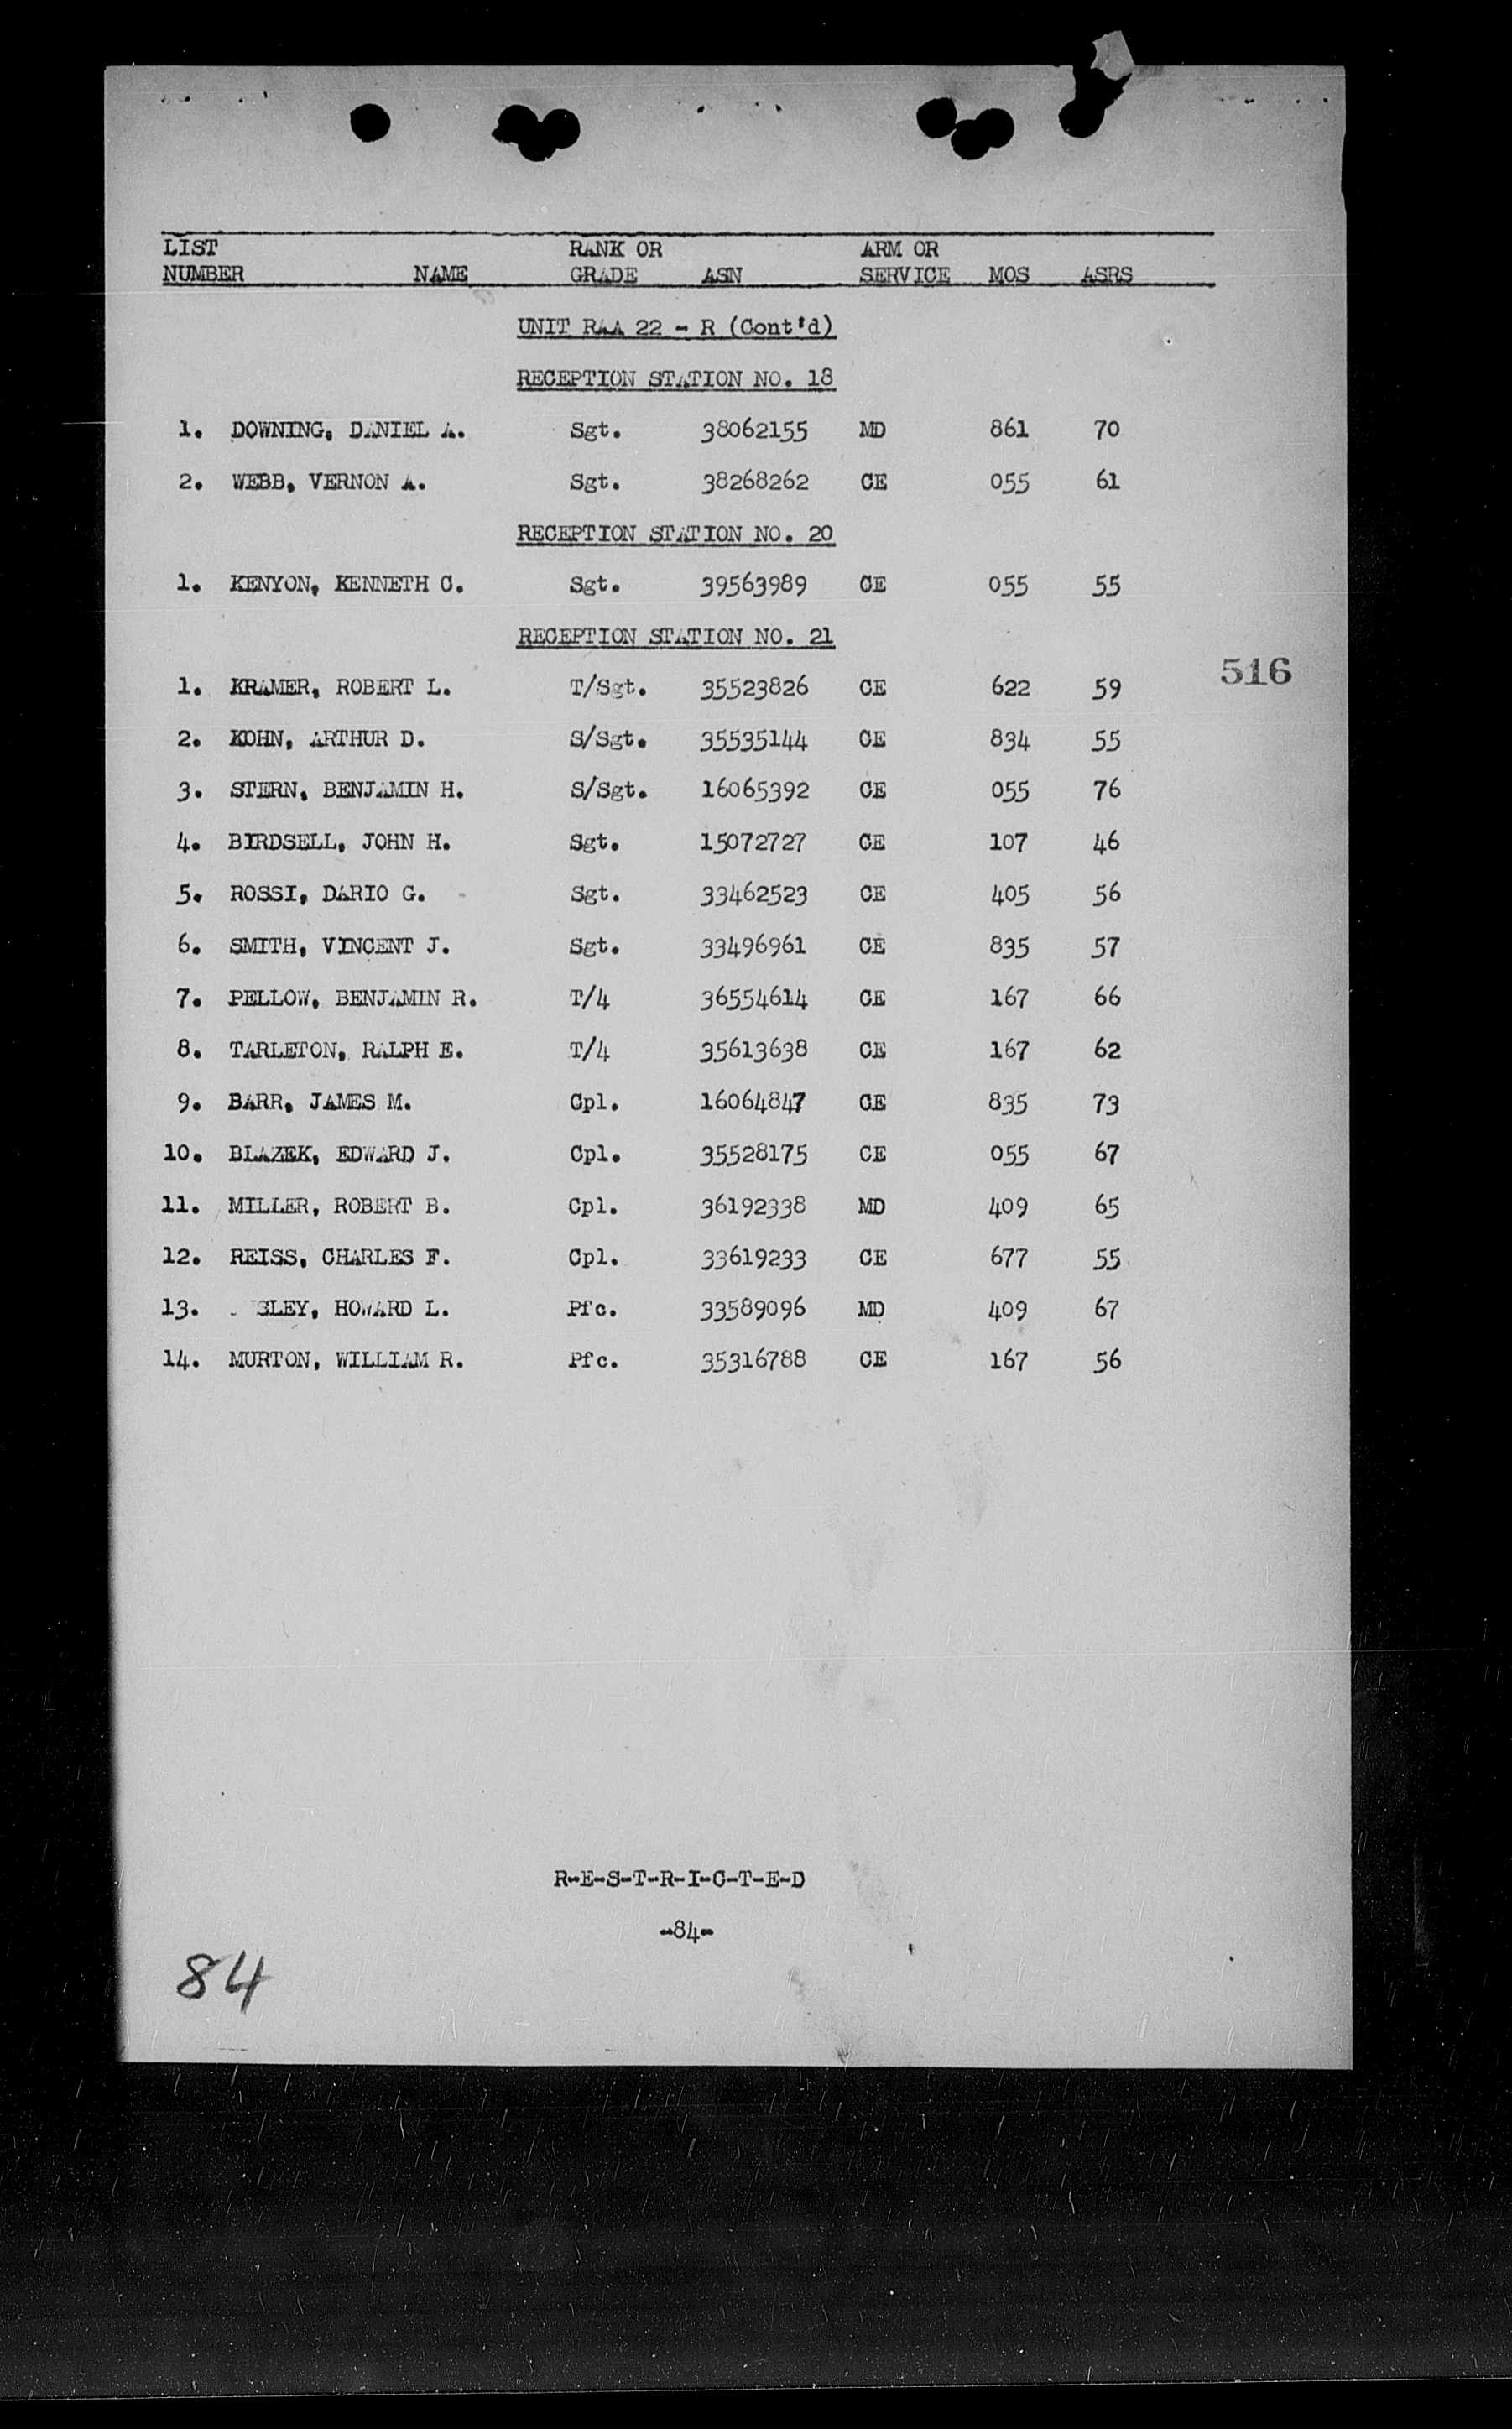 LIST RANK OR ARM OR
NUMBER NAME GRADE ASN SERVICE MOS ASRS
UNIT RAA 22 - R (Cont'd)
RECEPTION STATION NO. 18
1. DOWNING, DANIEL A. Sgt. 38062155 MD 861 70
2. WEBB, VERNON A. Sgt. 38268262 CE 055 61
RECEPTION STATION NO. 20
1. KENYON, KENNETH C. Sgt. 39563989 CE 055 55
RECEPTION STATION NO. 21
516
1. KRAMER, ROBERT L. T/Sgt. 35523826 CE 622 59
2. KOHN, ARTHUR D. S/Sgt. 35535144 CE 834 55
3. STERN, BENJAMIN H. S/Sgt. 16065392 CE 055 76
4. BIRDSELL, JOHN H. Sgt. 15072727 CE 107 46
5. ROSSI, DARIO G. Sgt. 33462523 CE 405 56
6. SMITH, VINCENT J. Sgt. 33496961 CE 835 57
7. PELLOW, BENJAMIN R. T/4 36554614 CE 167 66
8. TARLETON, RALPH E. T/4 35613638 CE 167 62
9. BARR, JAMES M. Cpl. 16064847 CE 835 73
10. BLAZEK, EDWARD J. Cpl. 35528175 CE 055 67
11. MILLER, ROBERT B. Cpl. 36192338 MD 409 65
12. REISS, CHARLES F. Cpl. 33619233 CE 677 55
13. HOWARD L. Pfc. 33589096 MD 409 67
14. MURTON, WILLIAM R. Pfc. 35316788 CE 167 56
R-E-S-T-R-I-C-T-E-D
-84-
84